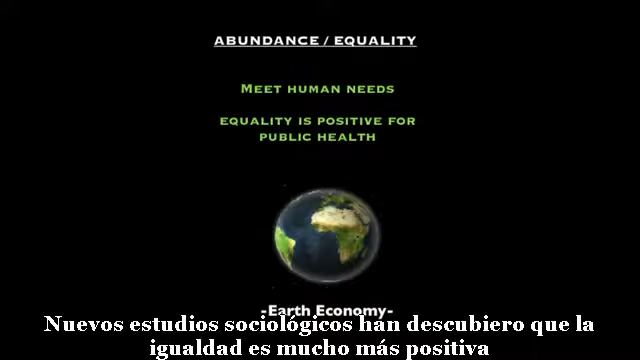 ABUNDANCE / EQUALITY
MEET HUMAN NEEDS
EQUALITY IS POSITIVE FOR
PUBLIC HEALTH
-Earth Economy-
Nuevos estudios sociológicos han descubiero que la
igualdad es mucho más positiva